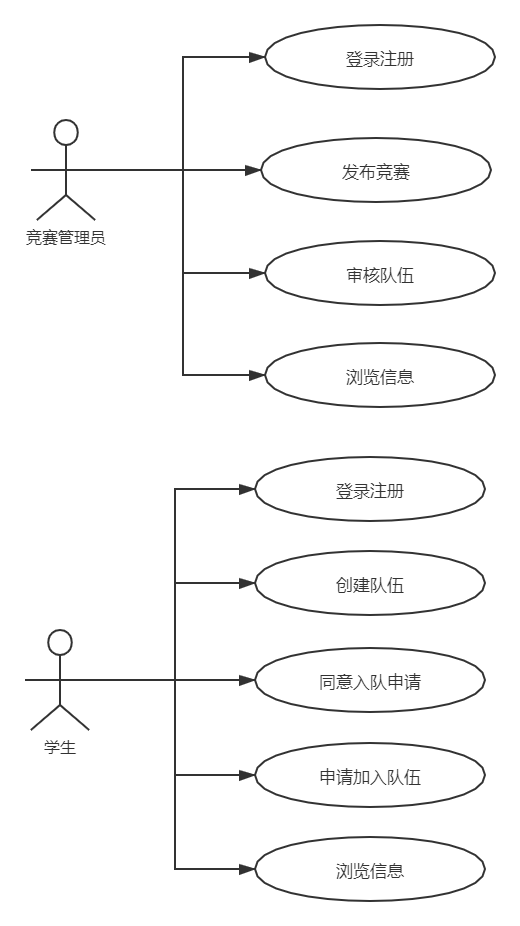 登录注册
发布竞赛
竞赛管理员
审核队伍
浏览信息
登录注册
创建队伍
同意入队申请
学生
申请加入队伍
浏览信息